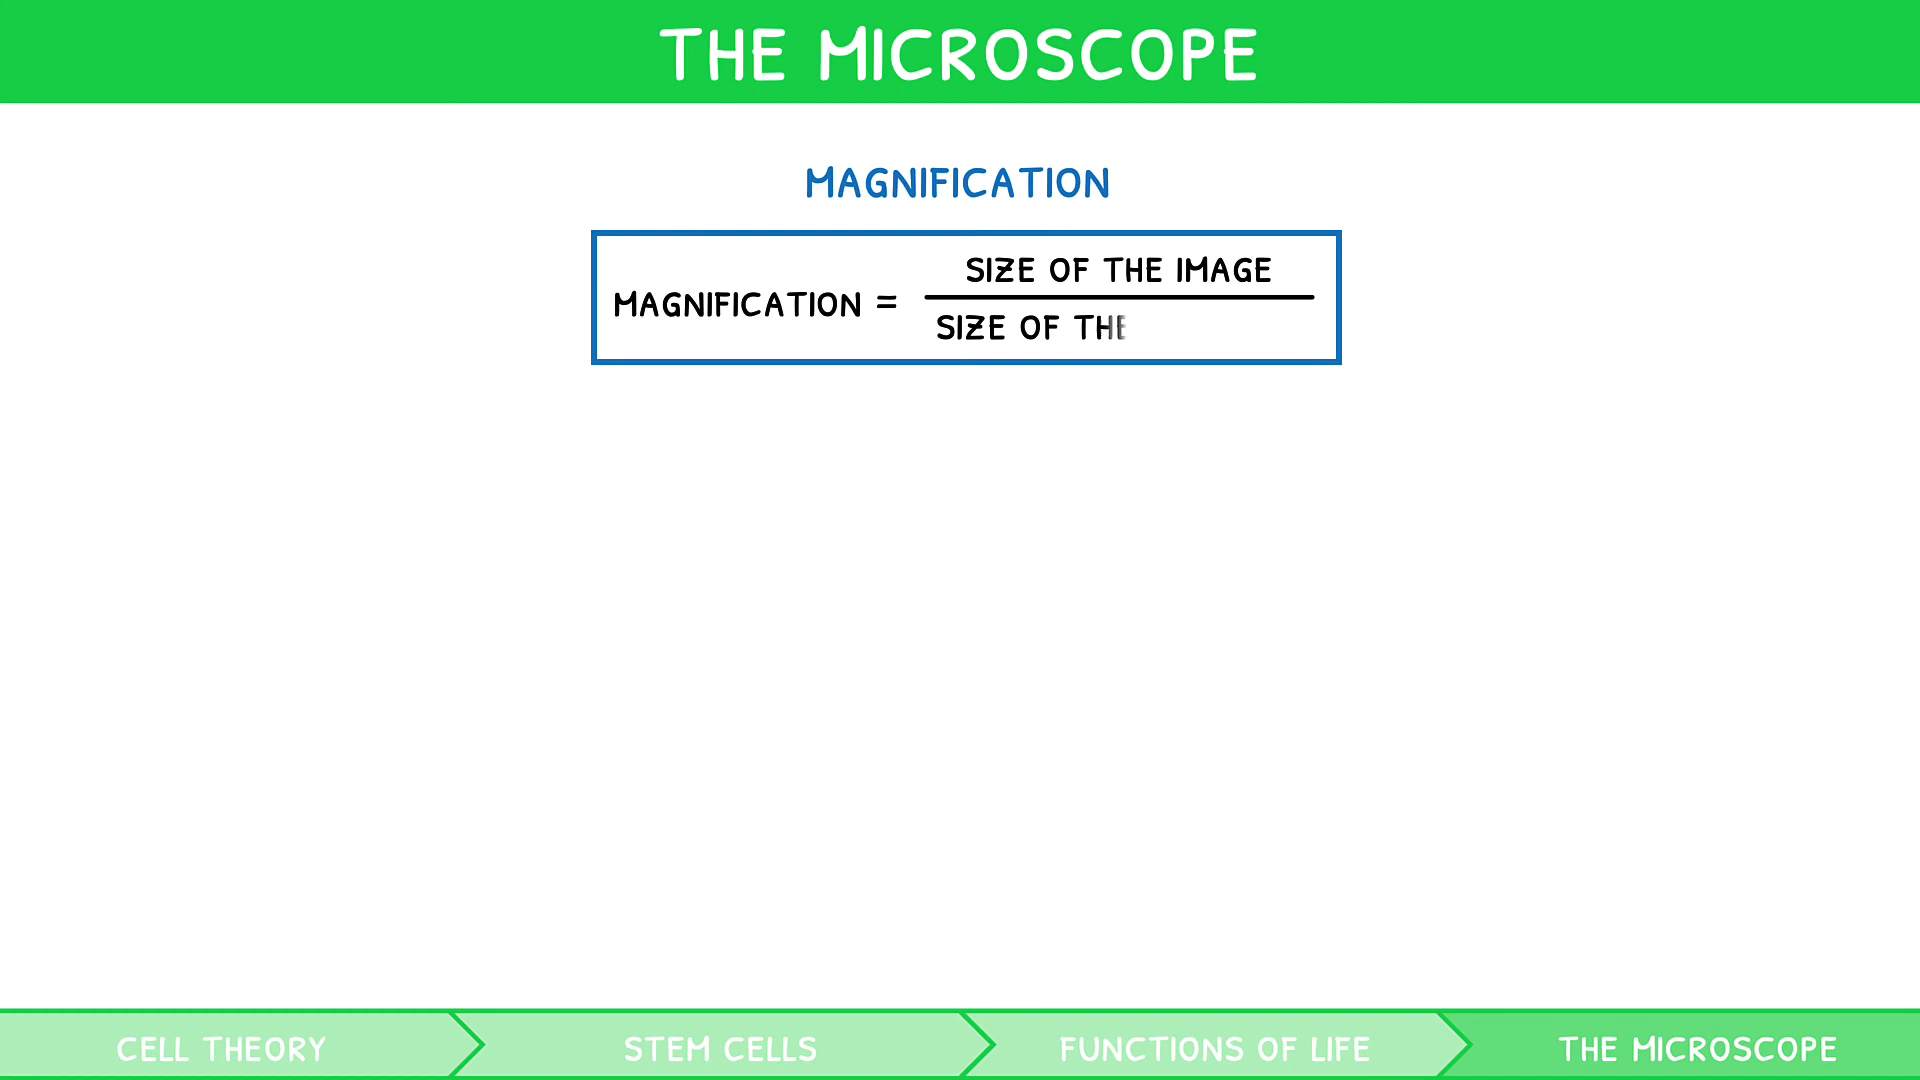 THE MICROSCOPE
MAGNIFICATION
MAGNIFICATION =
SIZE OF THE IMAGE
SIZE OF THE
CELL THEORY
STEM CELLS
FUNCTIONS OF LIFE
THE MICROSCOPE